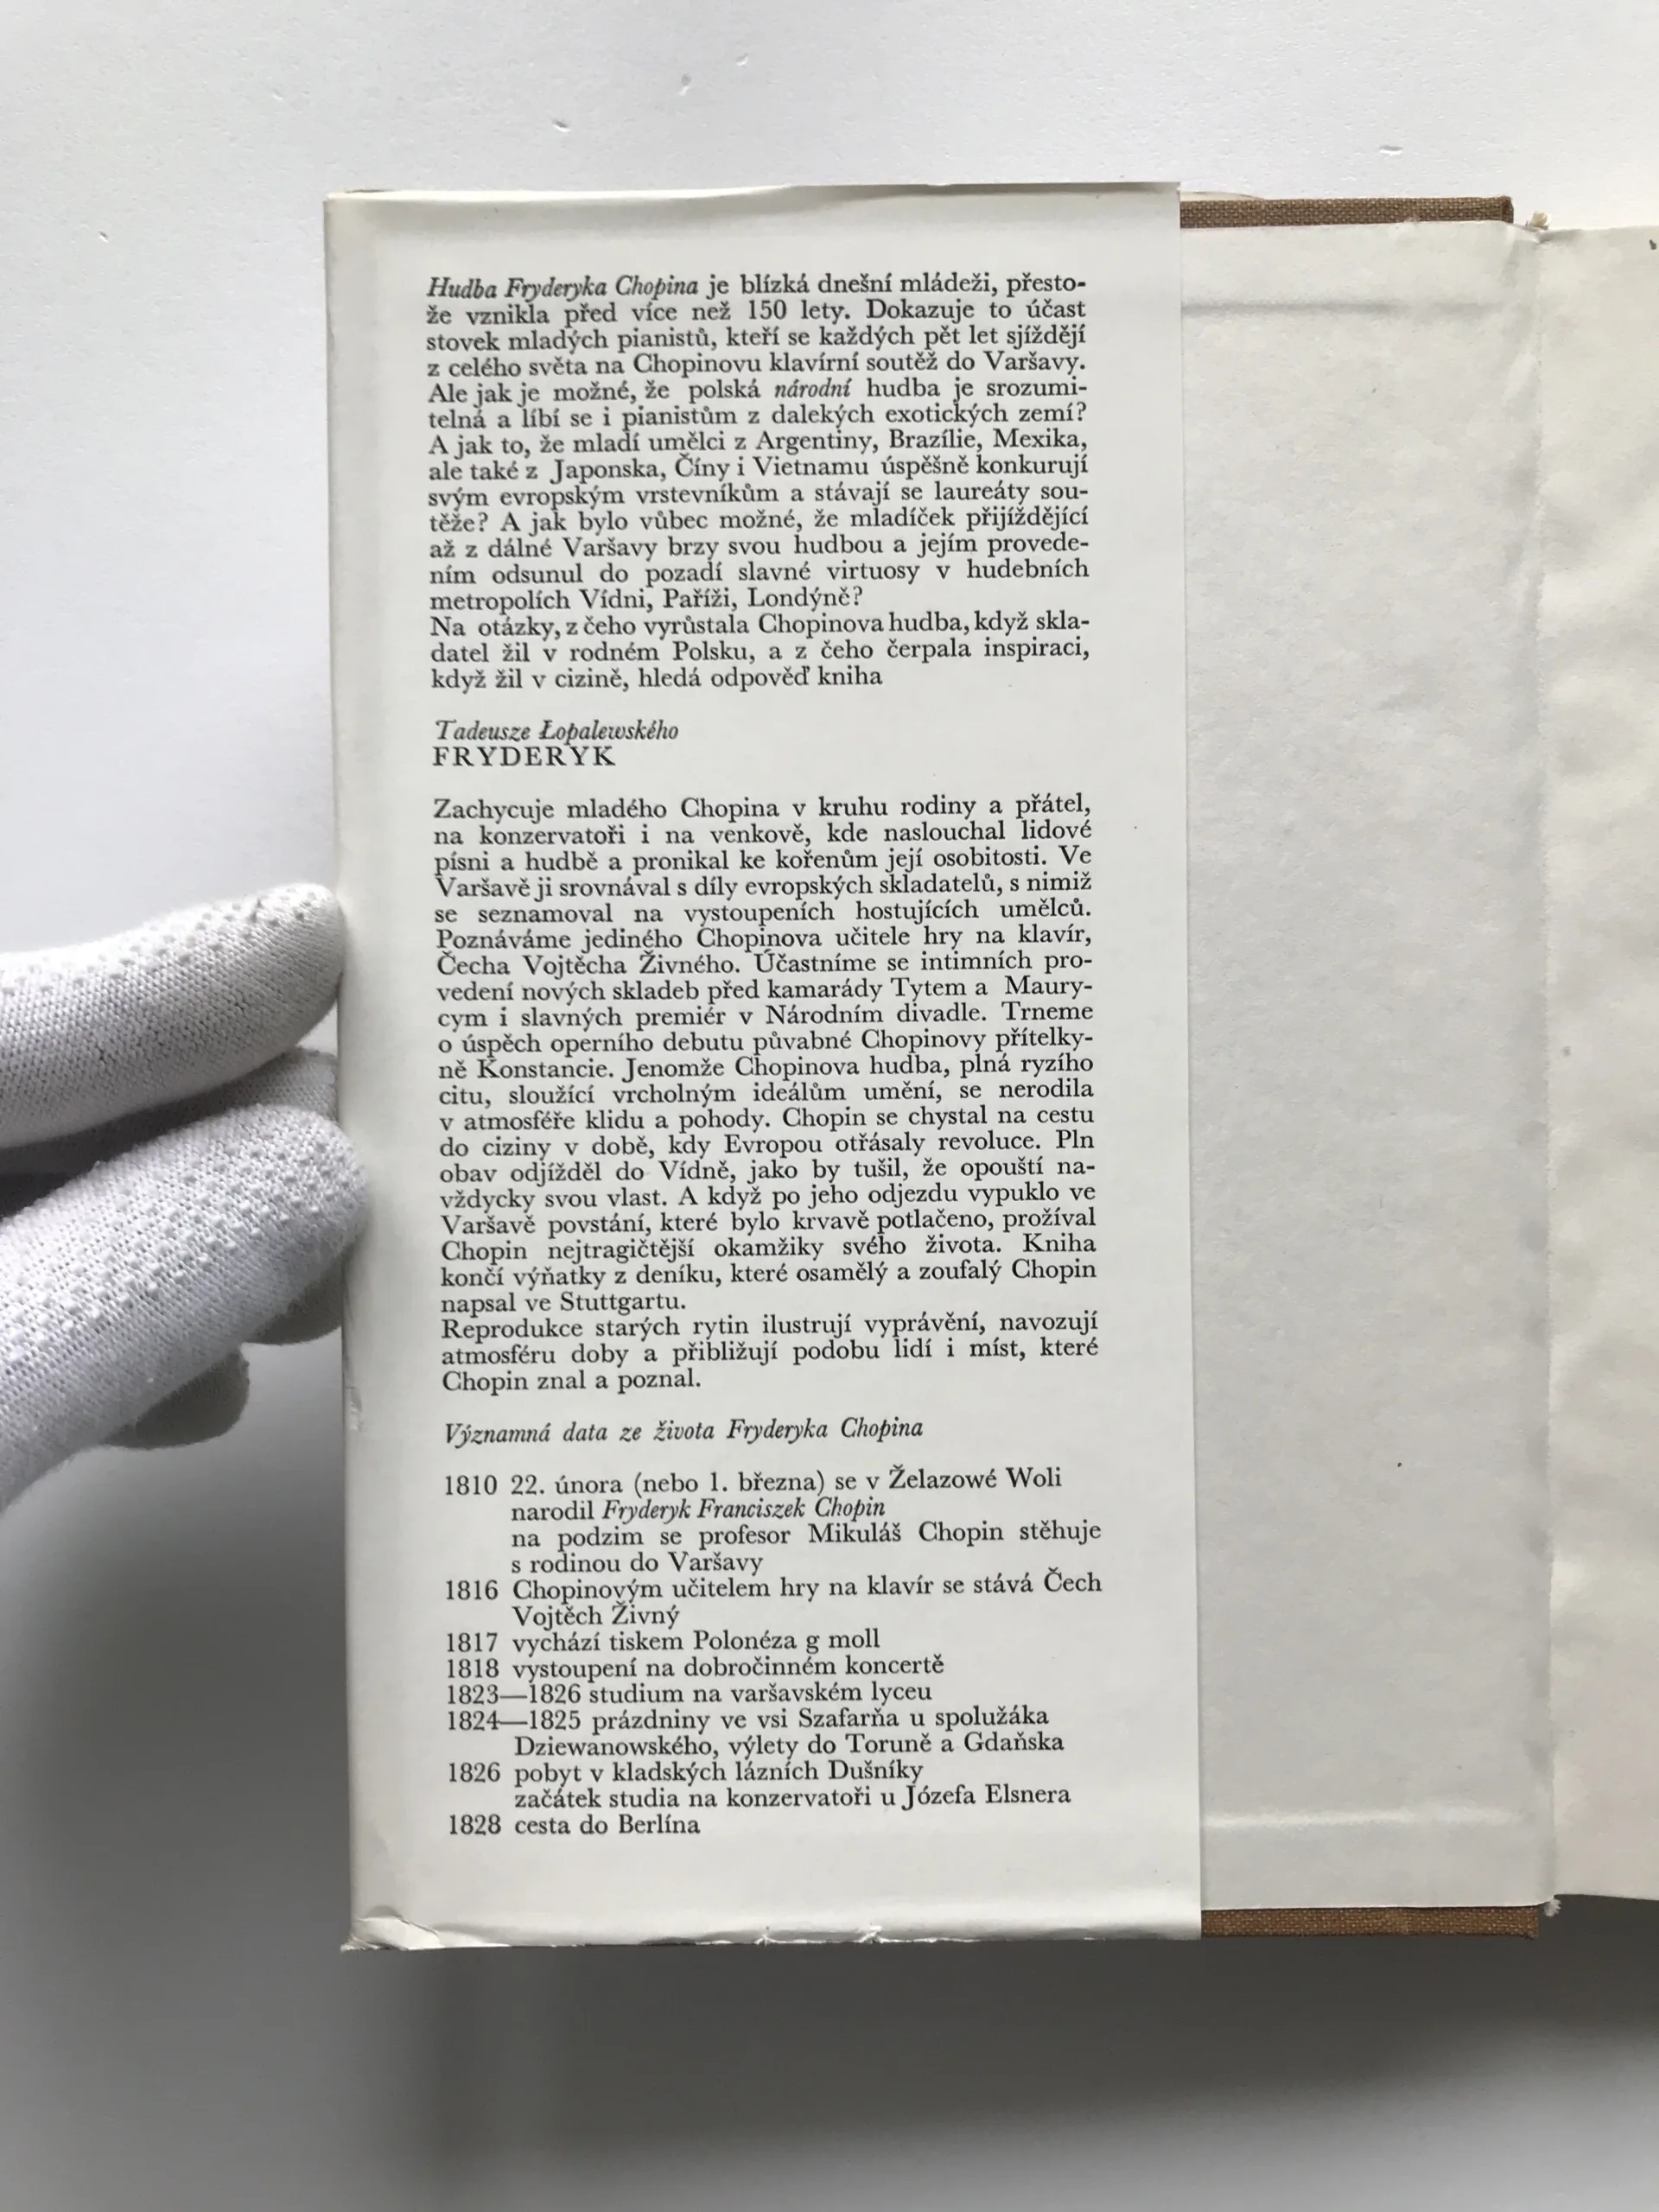 Hudba Fryderyka Chopina je blízká dnešní mládeži, přesto-
že vznikla před více než 150 lety. Dokazuje to účast
stovek mladých pianistů, kteří se každých pět let sjíždějí
z celého světa na Chopinovu klavírní soutěž do Varšavy.
Ale jak je možné, že polská národní hudba je srozumi-
telná a líbí se i pianistům z dalekých exotických zemí?
A jak to, že mladí umělci z Argentiny, Brazílie, Mexika,
ale také z Japonska, Číny i Vietnamu úspěšně konkurují
svým evropským vrstevníkům a stávají se laureáty sou-
těže? A jak bylo vůbec možné, že mladíček přijíždějící
až z dálné Varšavy brzy svou hudbou a jejím provede-
ním odsunul do pozadí slavné virtuosy v hudebních
metropolích Vídni, Paříži, Londýně?
Na otázky, z čeho vyrůstala Chopinova hudba, když skla-
datel žil v rodném Polsku, a z čeho čerpala inspiraci,
když žil v cizině, hledá odpověď kniha
Tadeusze Łopalewského
FRYDERYK
Zachycuje mladého Chopina v kruhu rodiny a přátel,
na konzervatoři i na venkově, kde naslouchal lidové
písni a hudbě a pronikal ke kořenům její osobitosti. Ve
Varšavě ji srovnával s díly evropských skladatelů, s nimiž
se seznamoval na vystoupeních hostujících umělců.
Poznáváme jediného Chopinova učitele hry na klavír,
Čecha Vojtěcha Živného. Účastníme se intimních pro-
vedení nových skladeb před kamarády Tytem a Maury-
cym i slavných premiér v Národním divadle. Trneme
o úspěch operního debutu půvabné Chopinovy přítelky-
ně Konstancie. Jenomže Chopinova hudba, plná ryzího
citu, sloužící vrcholným ideálům umění, se nerodila
v atmosféře klidu a pohody. Chopin se chystal na cestu
do ciziny v době, kdy Evropou otřásaly revoluce. Pln
obav odjížděl do Vídně, jako by tušil, že opouští na-
vždycky svou vlast. A když po jeho odjezdu vypuklo ve
Varšavě povstání, které bylo krvavě potlačeno, prožíval
Chopin nejtragičtější okamžiky svého života. Kniha
končí výňatky z deníku, které osamělý a zoufalý Chopin
napsal ve Stuttgartu.
Reprodukce starých rytin ilustrují vyprávění, navozují
atmosféru doby a přibližují podobu lidí i míst, které
Chopin znal a poznal.
Významná data ze života Fryderyka Chopina
1810 22. února (nebo 1. března) se v Želazowé Woli
narodil Fryderyk Franciszek Chopin
na podzim se profesor Mikuláš Chopin stěhuje
s rodinou do Varšavy
1816 Chopinovým učitelem hry na klavír se stává Čech
Vojtěch Živný
1817 vychází tiskem Polonéza g moll
1818 vystoupení na dobročinném koncertě
1823—1826 studium na varšavském lyceu
1824—1825 prázdniny ve vsi Szafarňa u spolužáka
Dziewanowského, výlety do Toruně a Gdaňska
1826 pobyt v kladských lázních Dušníky
začátek studia na konzervatoři u Józefa Elsnera
1828 cesta do Berlína